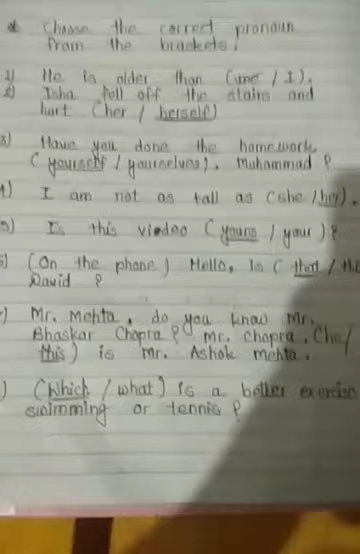 Choose the correct pronoun
from the brackets.
1) He is older than (me / I).
2) Isha fell off the stairs and
hurt (her / herself)
3) Have you done the homework
(yourself / yourselves), Muhammad ?
4) I am not as tall as (she / her).
5) Is this viedeo (yours / your) ?
6) (On the phone) Hello, is (that / thi
David ?
) Mr. Mehta, do you know Mr.
Bhaskar Chopra ? Mr. chopra, (he/
this) is Mr. Ashok mehta.
) (Which / what) is a better exercise
swimming or tennis ?